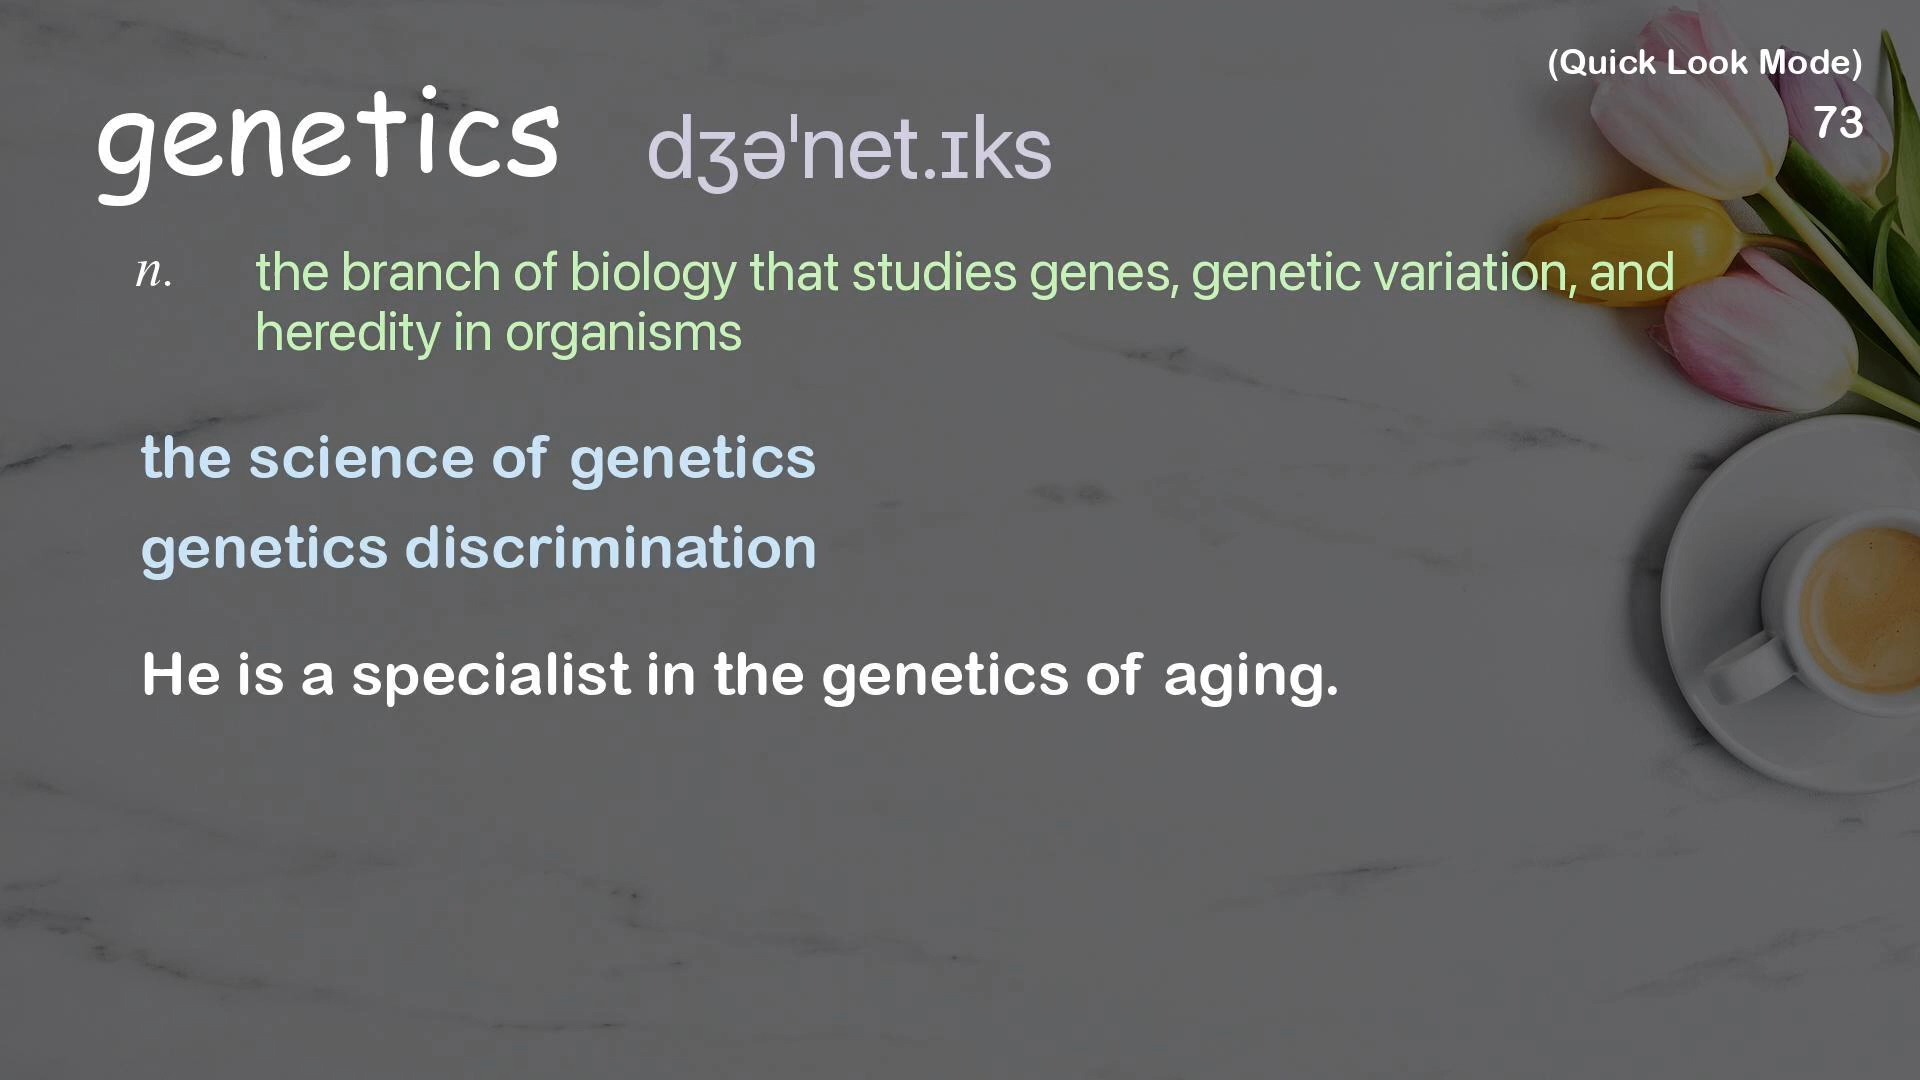 (Quick Look Mode)
73
genetics dʒəˈnet.ɪks
n. the branch of biology that studies genes, genetic variation, and
heredity in organisms
the science of genetics
genetics discrimination
He is a specialist in the genetics of aging.